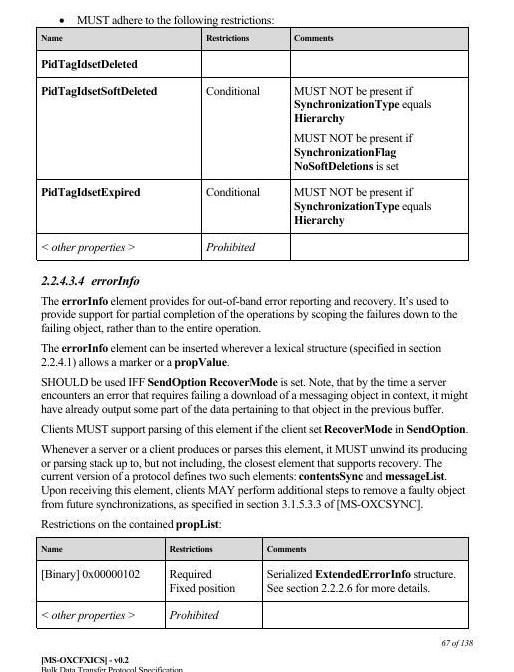 • MUST adhere to the following restrictions:
Name Restrictions Comments
PidTagIdsetDeleted
PidTagIdsetSoftDeleted Conditional MUST NOT be present if
SynchronizationType equals
Hierarchy
MUST NOT be present if
SynchronizationFlag
NoSoftDeletions is set
PidTagIdsetExpired Conditional MUST NOT be present if
SynchronizationType equals
Hierarchy
< other properties > Prohibited
2.2.4.3.4 errorInfo
The errorInfo element provides for out-of-band error reporting and recovery. It's used to
provide support for partial completion of the operations by scoping the failures down to the
failing object, rather than to the entire operation.
The errorInfo element can be inserted wherever a lexical structure (specified in section
2.2.4.1) allows a marker or a propValue.
SHOULD be used IFF SendOption RecoverMode is set. Note, that by the time a server
encounters an error that requires failing a download of a messaging object in context, it might
have already output some part of the data pertaining to that object in the previous buffer.
Clients MUST support parsing of this element if the client set RecoverMode in SendOption.
Whenever a server or a client produces or parses this element, it MUST unwind its producing
or parsing stack up to, but not including, the closest element that supports recovery. The
current version of a protocol defines two such elements: contentsSync and messageList.
Upon receiving this element, clients MAY perform additional steps to remove a faulty object
from future synchronizations, as specified in section 3.1.5.3.3 of [MS-OXCSYNC].
Restrictions on the contained propList:
Name Restrictions Comments
[Binary] 0x00000102 Required Serialized ExtendedErrorInfo structure.
Fixed position See section 2.2.2.6 for more details.
< other properties > Prohibited
67 of 138
[MS-OXCFXICS] - v0.2
Bulk Data Transfer Protocol Specification